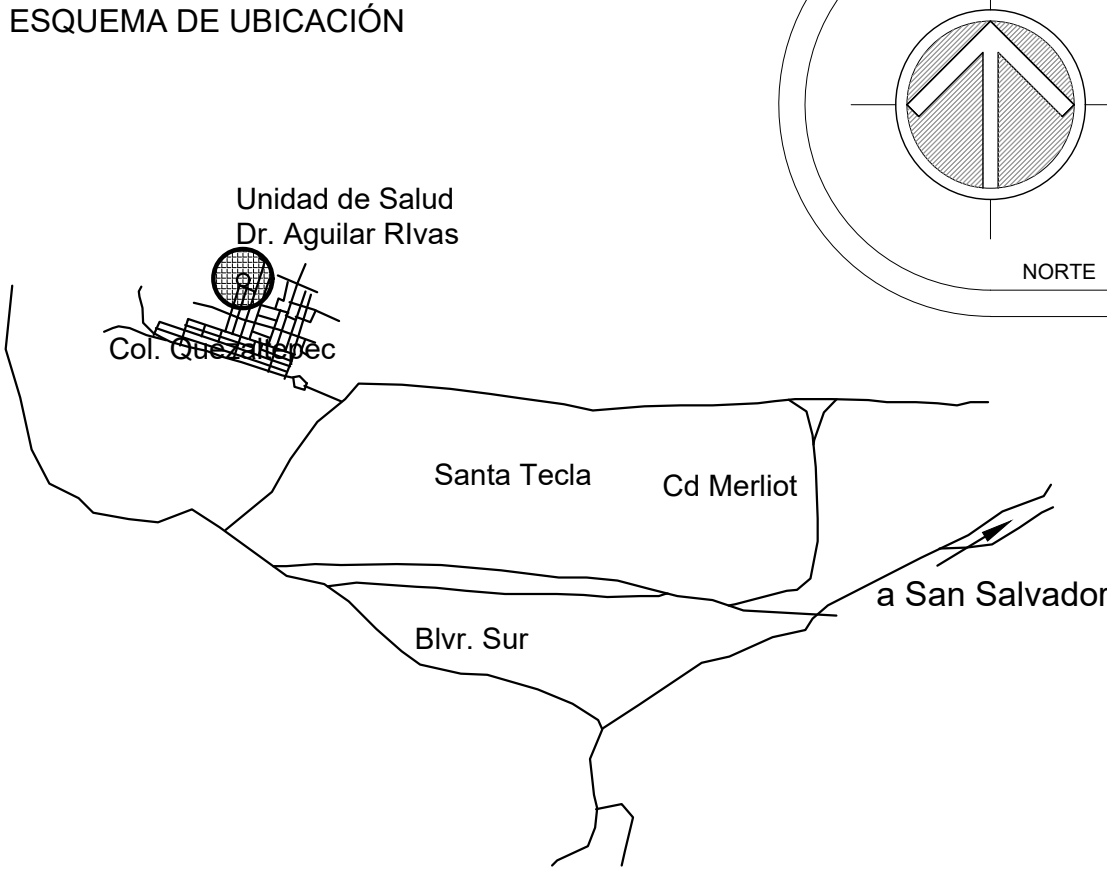 ESQUEMA DE UBICACIÓN
Unidad de Salud
Dr. Aguilar RIvas
NORTE
Col. Quezaltepec
Santa Tecla
Cd Merliot
a San Salvador
Blvr. Sur